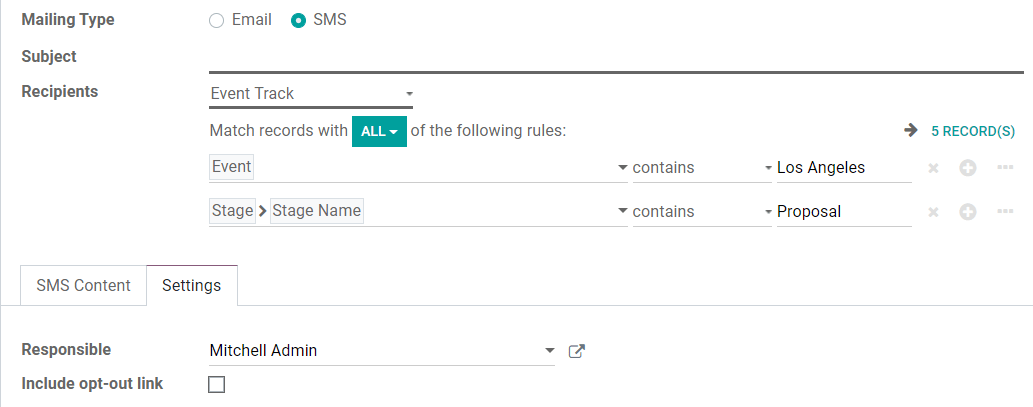 Mailing Type Email SMS
Subject
Recipients Event Track
Match records with ALL of the following rules: 5 RECORD(S)
Event contains Los Angeles
Stage Stage Name contains Proposal
SMS Content Settings
Responsible Mitchell Admin
Include opt-out link